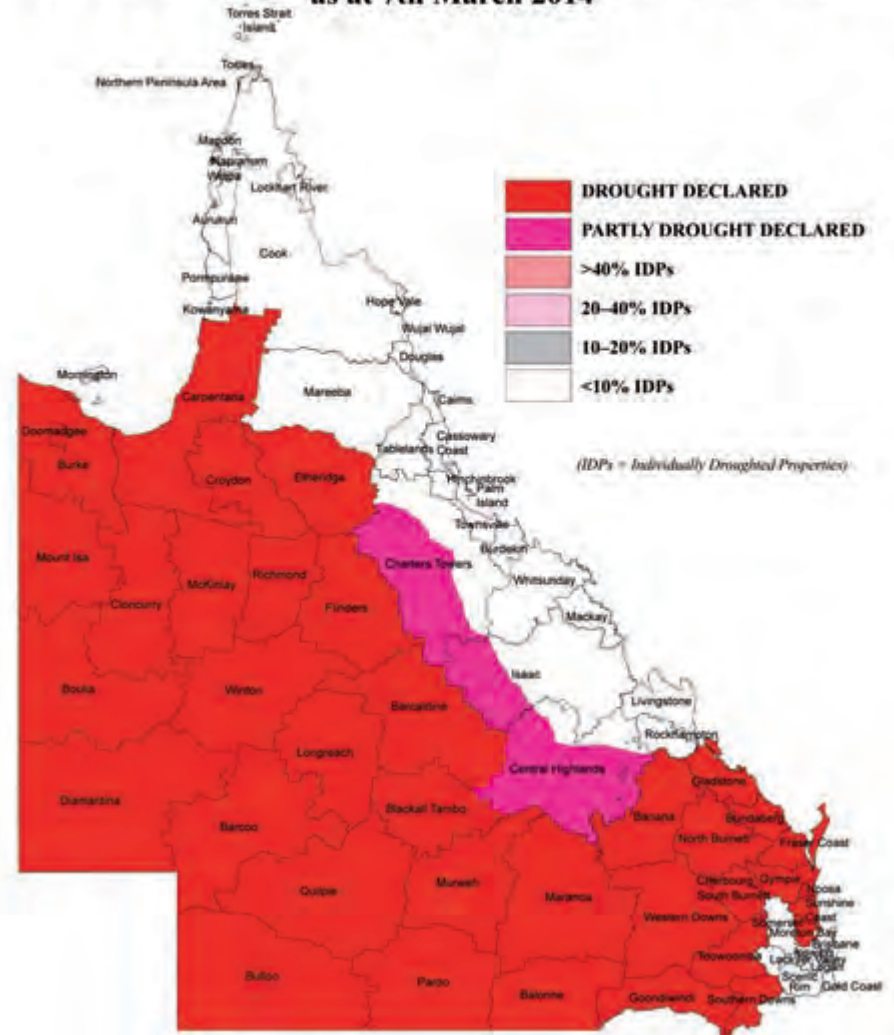 as at 7th March 2014
Torres Strait
Island
Torres
Northern Peninsula Area
Mapoon
Napranum
Weipa
Lockhart River
Aurukun
Cook
Pormpuraaw
Kowanyama
Hope Vale
Wujal Wujal
Douglas
Mornington
Carpentaria
Mareeba
Cairns
Doomadgee
Burke
Croydon
Etheridge
Tablelands
Cassowary
Coast
Hinchinbrook
Palm
Island
Townsville
Burdekin
Mount Isa
Cloncurry
McKinlay
Richmond
Flinders
Charters Towers
Whitsunday
Mackay
Boulia
Winton
Barcaldine
Isaac
Livingstone
Rockhampton
Longreach
Central Highlands
Diamantina
Barcoo
Blackall Tambo
Gladstone
Banana
Bundaberg
North Burnett
Fraser Coast
Quilpie
Murweh
Maranoa
Cherbourg
Gympie
South Burnett
Noosa
Sunshine
Coast
Western Downs
Somerset
Moreton Bay
Brisbane
Toowoomba
Logan
Scenic
Rim
Gold Coast
Bulloo
Paroo
Balonne
Goondiwindi
Southern Downs
DROUGHT DECLARED
PARTLY DROUGHT DECLARED
>40% IDPs
20–40% IDPs
10–20% IDPs
<10% IDPs
(IDPs = Individually Droughted Properties)